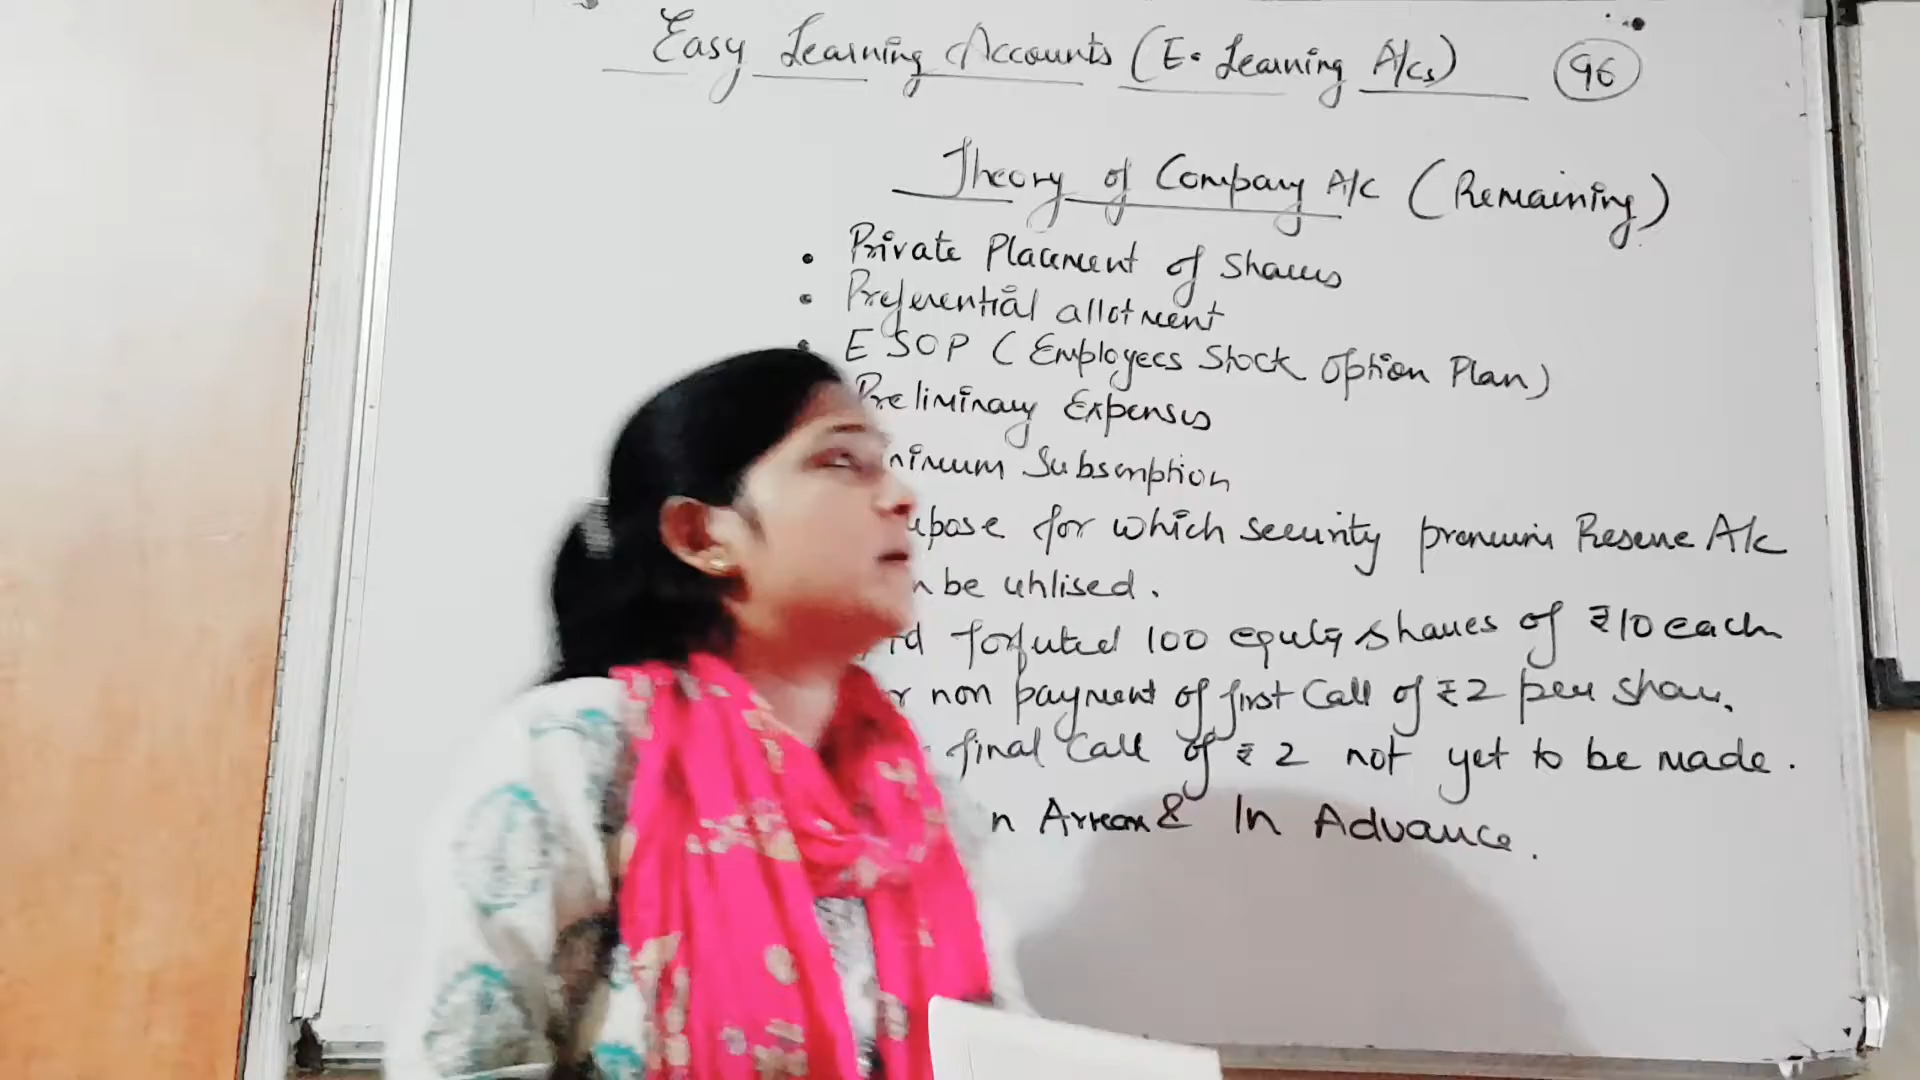 Easy Learning Accounts (E. Learning A/cs) 96
Theory of Company A/c (Remaining)
• Private Placement of Shares
• Preferential allotment
• ESOP (Employees Stock Option Plan)
Preliminary Expenses
Subscription
for which security premium Reserve A/c
be utilised.
forfeited 100 equity shares of ₹10 each
non payment of first Call of ₹2 per share.
final Call of ₹2 not yet to be made.
Arrear & In Advance.